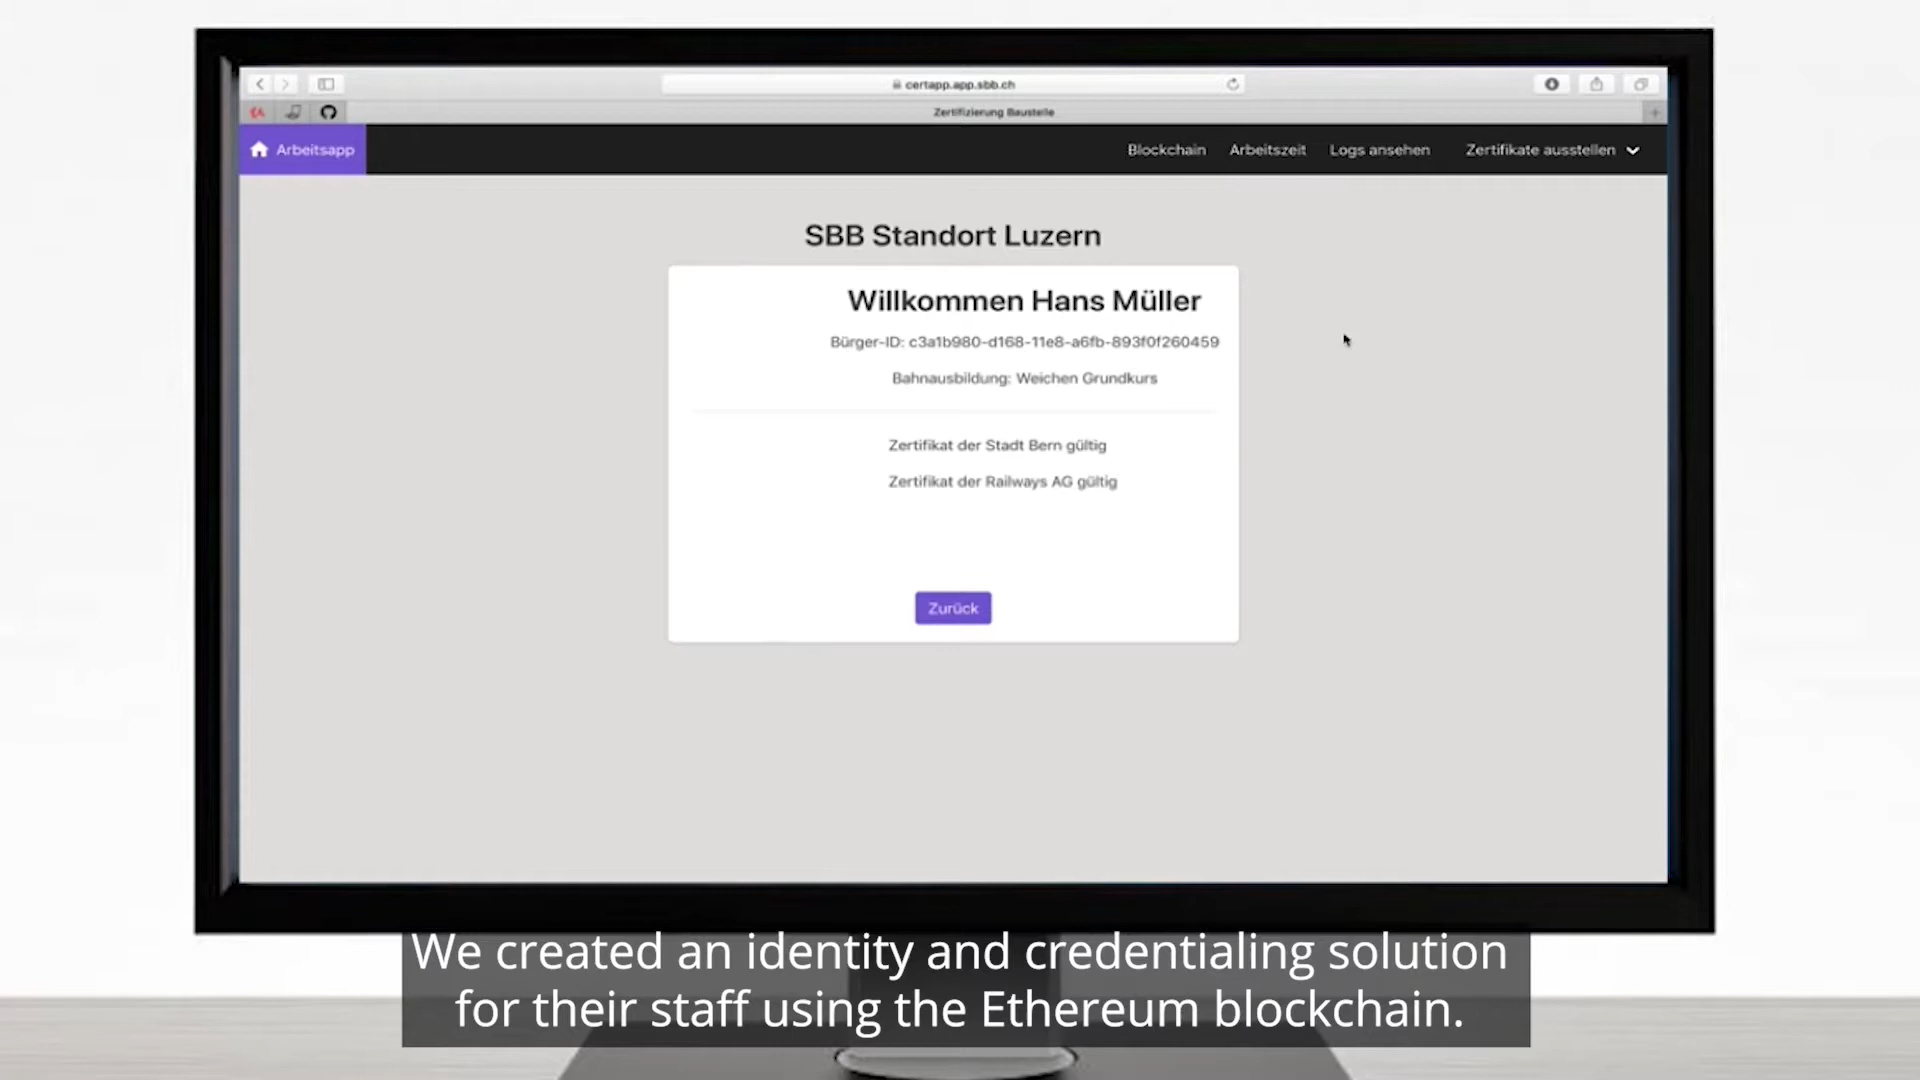 certapp.app.sbb.ch
Zertifizierung Baustelle
Arbeitsapp
Blockchain
Arbeitszeit
Logs ansehen
Zertifikate ausstellen
SBB Standort Luzern
Willkommen Hans Müller
Bürger-ID: c3a1b980-d168-11e8-a6fb-893f0f260459
Bahnausbildung: Weichen Grundkurs
Zertifikat der Stadt Bern gültig
Zertifikat der Railways AG gültig
Zurück
We created an identity and credentialing solution
for their staff using the Ethereum blockchain.